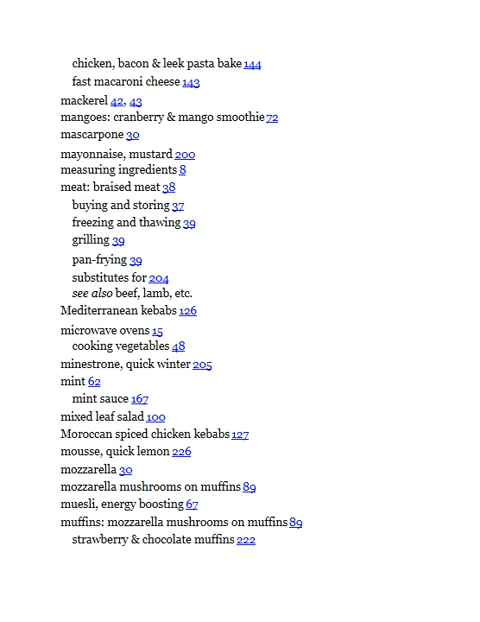 chicken, bacon & leek pasta bake 144
fast macaroni cheese 143
mackerel 42, 43
mangoes: cranberry & mango smoothie 72
mascarpone 30
mayonnaise, mustard 200
measuring ingredients 8
meat: braised meat 38
buying and storing 37
freezing and thawing 39
grilling 39
pan-frying 39
substitutes for 204
see also beef, lamb, etc.
Mediterranean kebabs 126
microwave ovens 15
cooking vegetables 48
minestrone, quick winter 205
mint 62
mint sauce 167
mixed leaf salad 100
Moroccan spiced chicken kebabs 127
mousse, quick lemon 226
mozzarella 30
mozzarella mushrooms on muffins 89
muesli, energy boosting 67
muffins: mozzarella mushrooms on muffins 89
strawberry & chocolate muffins 222